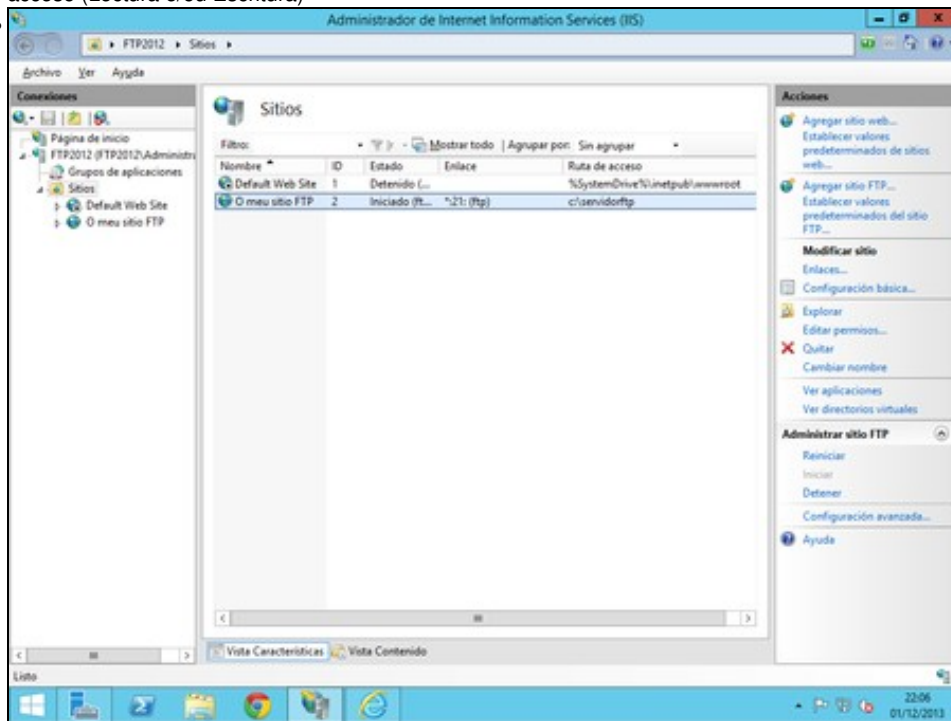 acceso (Lectura e/ou Escritura)
Administrador de Internet Information Services (IIS)
FTP2012 Sitios
Archivo Ver Ayuda
Conexiones
Página de inicio
FTP2012 (FTP2012\Administr
Grupos de aplicaciones
Sitios
Default Web Site
O meu sitio FTP
Sitios
Filtro: Mostrar todo Agrupar por: Sin agrupar
Nombre ID Estado Enlace Ruta de acceso
Default Web Site 1 Detenido (... %SystemDrive%\inetpub\wwwroot
O meu sitio FTP 2 Iniciado (ft... *:21: (ftp) c:\servidorftp
Vista Características Vista Contenido
Acciones
Agregar sitio web...
Establecer valores
predeterminados de sitios
web...
Agregar sitio FTP...
Establecer valores
predeterminados del sitio
FTP...
Modificar sitio
Enlaces...
Configuración básica...
Explorar
Editar permisos...
Quitar
Cambiar nombre
Ver aplicaciones
Ver directorios virtuales
Administrar sitio FTP
Reiniciar
Iniciar
Detener
Configuración avanzada...
Ayuda
Listo
22:06
01/12/2013